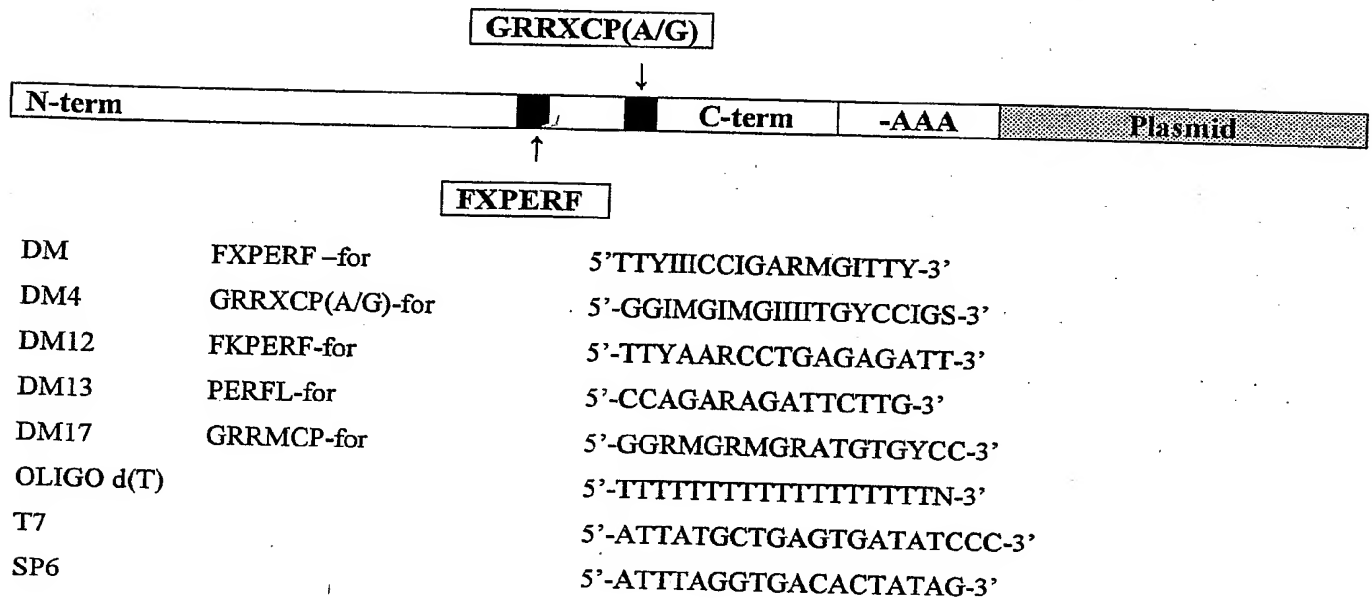 GRRXCP(A/G)
↓
N-term C-term -AAA Plasmid
↑
FXPERF
DM FXPERF –for 5'TTYIIICCIGARMGITTY-3'
DM4 GRRXCP(A/G)-for 5'-GGIMGIMGIIIITGYCCIGS-3'
DM12 FKPERF-for 5'-TTYAARCCTGAGAGATT-3'
DM13 PERFL-for 5'-CCAGARAGATTCTTG-3'
DM17 GRRMCP-for 5'-GGRMGRMGRATGTGYCC-3'
OLIGO d(T) 5'-TTTTTTTTTTTTTTTTTTN-3'
T7 5'-ATTATGCTGAGTGATATCCC-3'
SP6 5'-ATTTAGGTGACACTATAG-3'